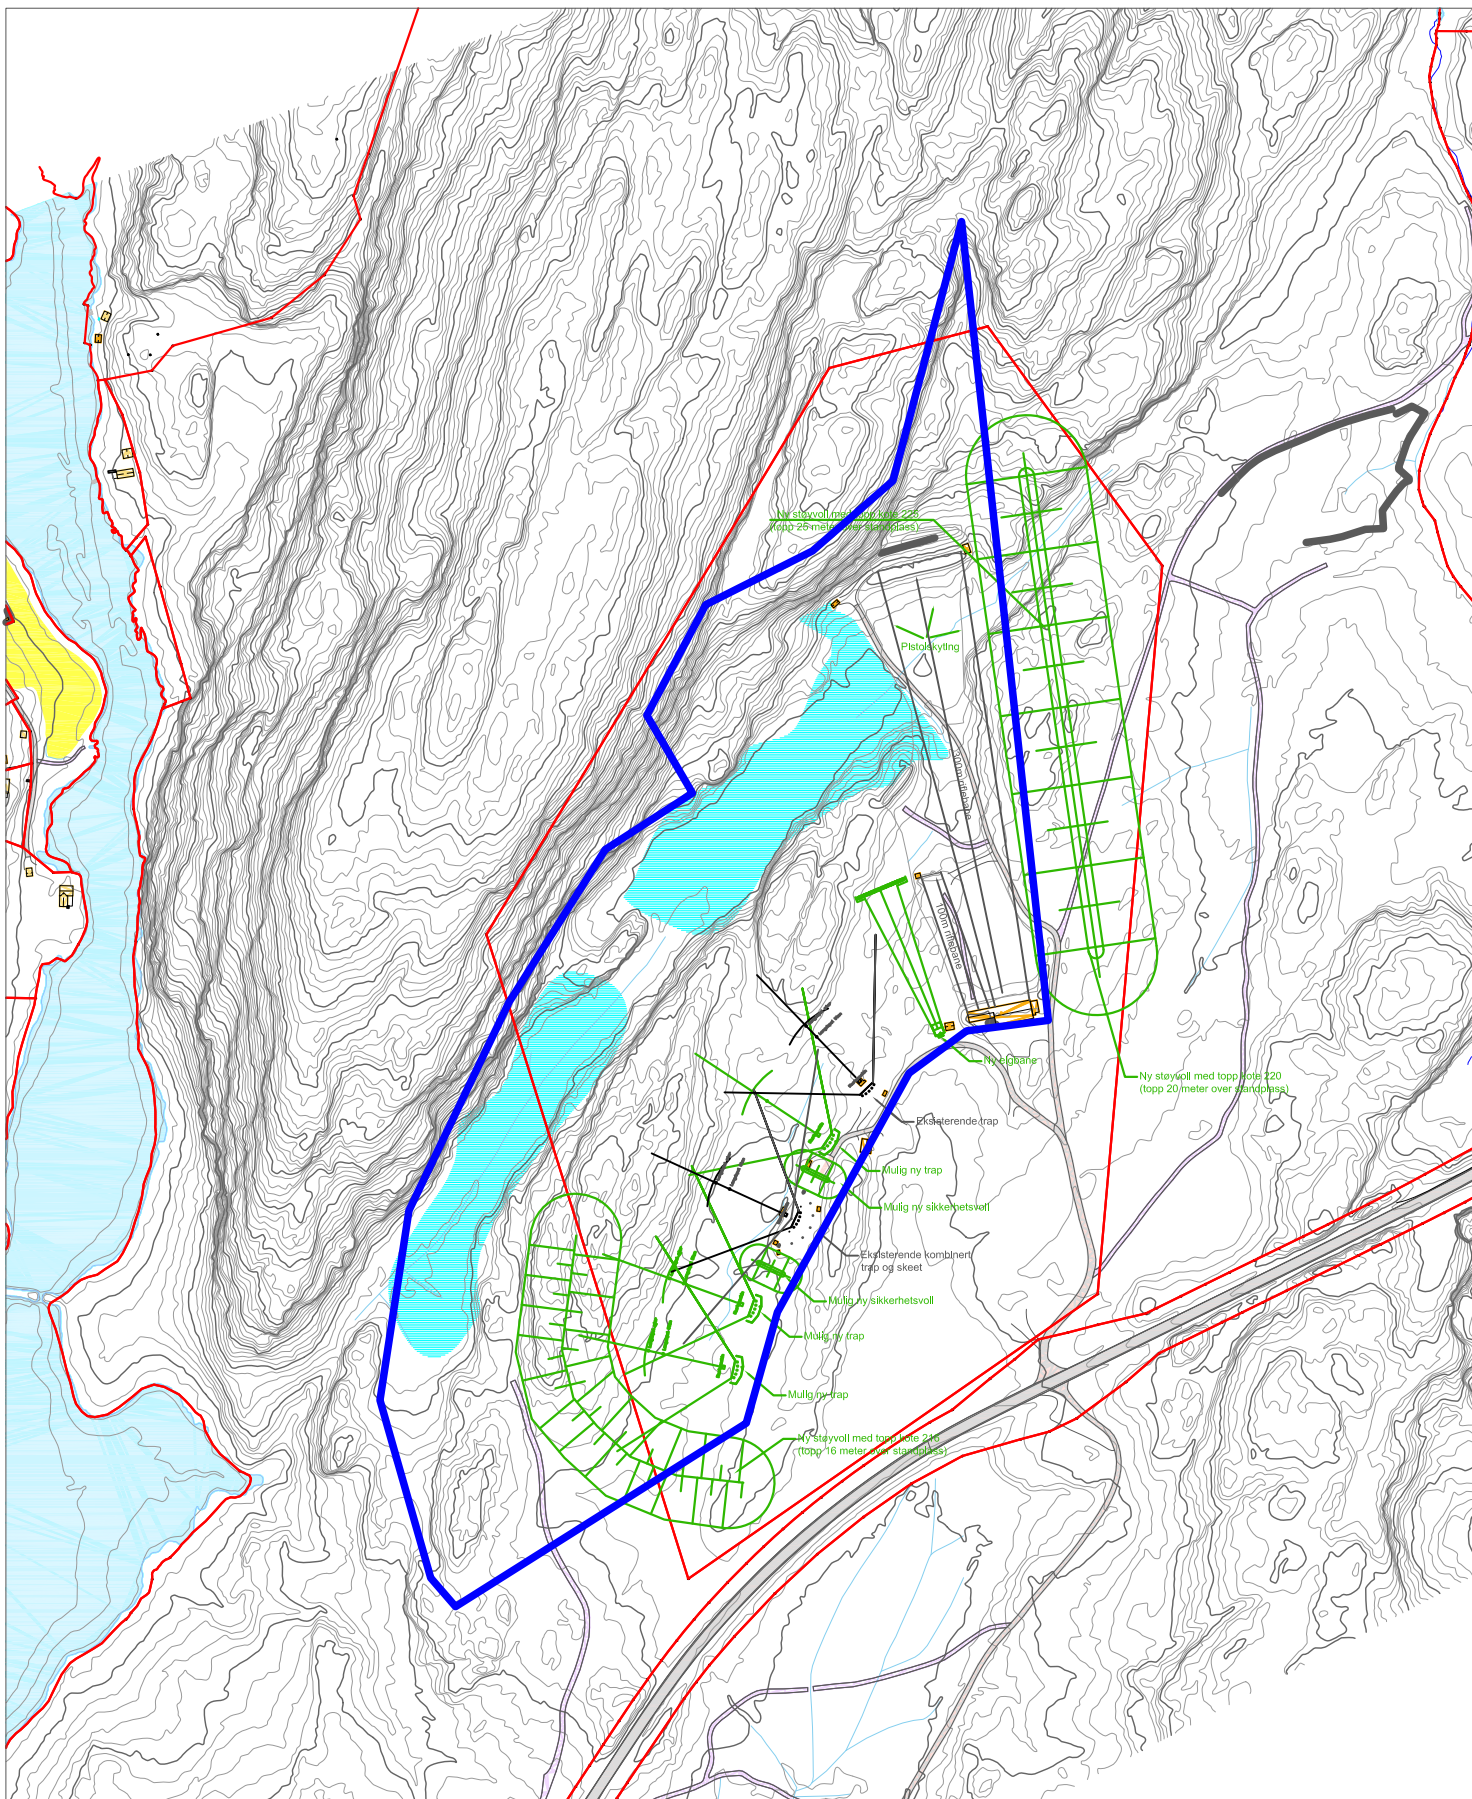 Ny støyvoll med topp kote 225
(topp 25 meter over standplass)
Pistolskyting
200m riflebane
100m riflebane
Ny elgbane
Ny støyvoll med topp kote 220
(topp 20 meter over standplass)
Eksisterende trap
Mulig ny trap
Mulig ny sikkerhetsvoll
Eksisterende kombinert
trap og skeet
Mulig ny sikkerhetsvoll
Mulig ny trap
Mulig ny trap
Ny støyvoll med topp kote 216
(topp 16 meter over standplass)